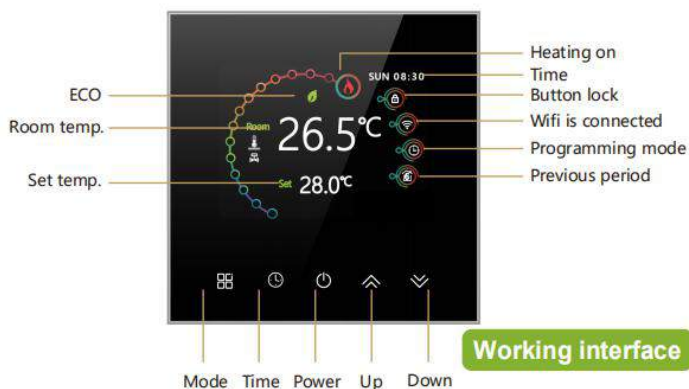 Heating on
SUN 08:30
Time
ECO
Button lock
Room temp.
Room
26.5℃
Wifi is connected
Programming mode
Set temp.
Set 28.0℃
Previous period
Mode Time Power Up Down
Working interface